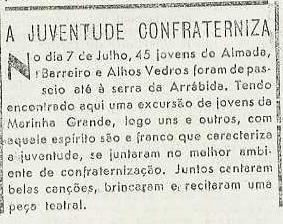 A JUVENTUDE CONFRATERNIZA
No dia 7 de Julho, 45 jovens de Almada,
Barreiro e Alhos Vedros foram de pas-
seio até à serra da Arrábida. Tendo
encontrado aqui uma excursão de jovens da
Marinha Grande, logo uns e outros, com
aquele espírito são e franco que caracteriza
a juventude, se juntaram no melhor ambi-
ente de confraternização. Juntos cantaram
belas canções, brincaram e recitaram uma
peça teatral.